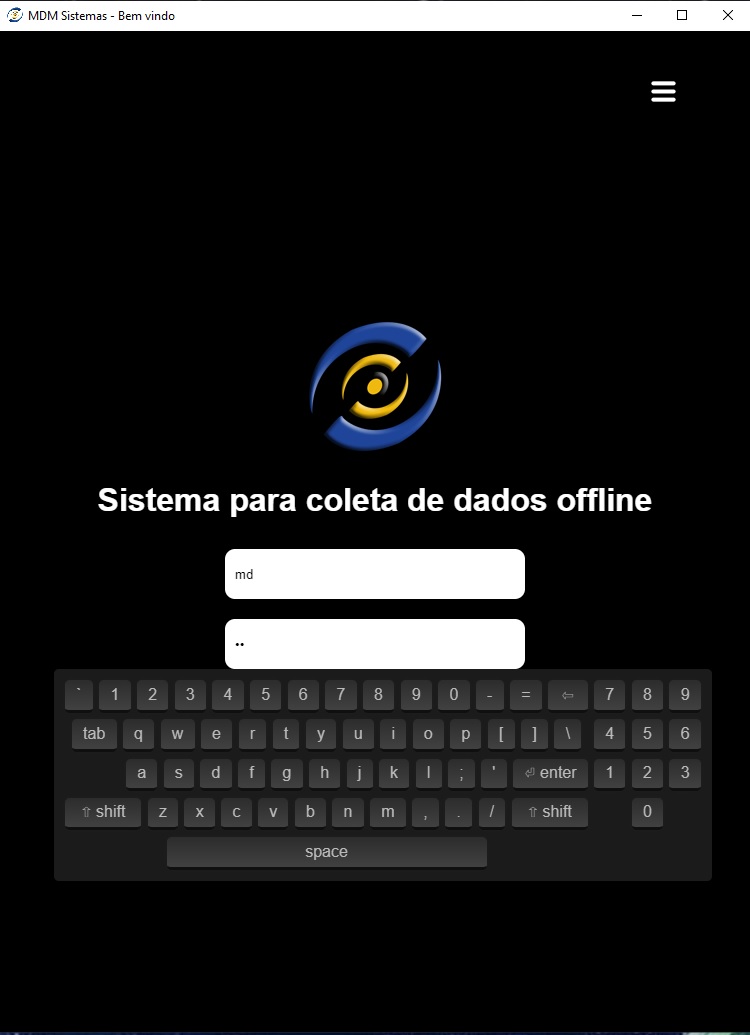 MDM Sistemas - Bem vindo
Sistema para coleta de dados offline
md
••
` 1 2 3 4 5 6 7 8 9 0 - = ⇦ 7 8 9
tab q w e r t y u i o p [ ] \ 4 5 6
a s d f g h j k l ; ' ⏎ enter 1 2 3
⇧ shift z x c v b n m , . / ⇧ shift 0
space